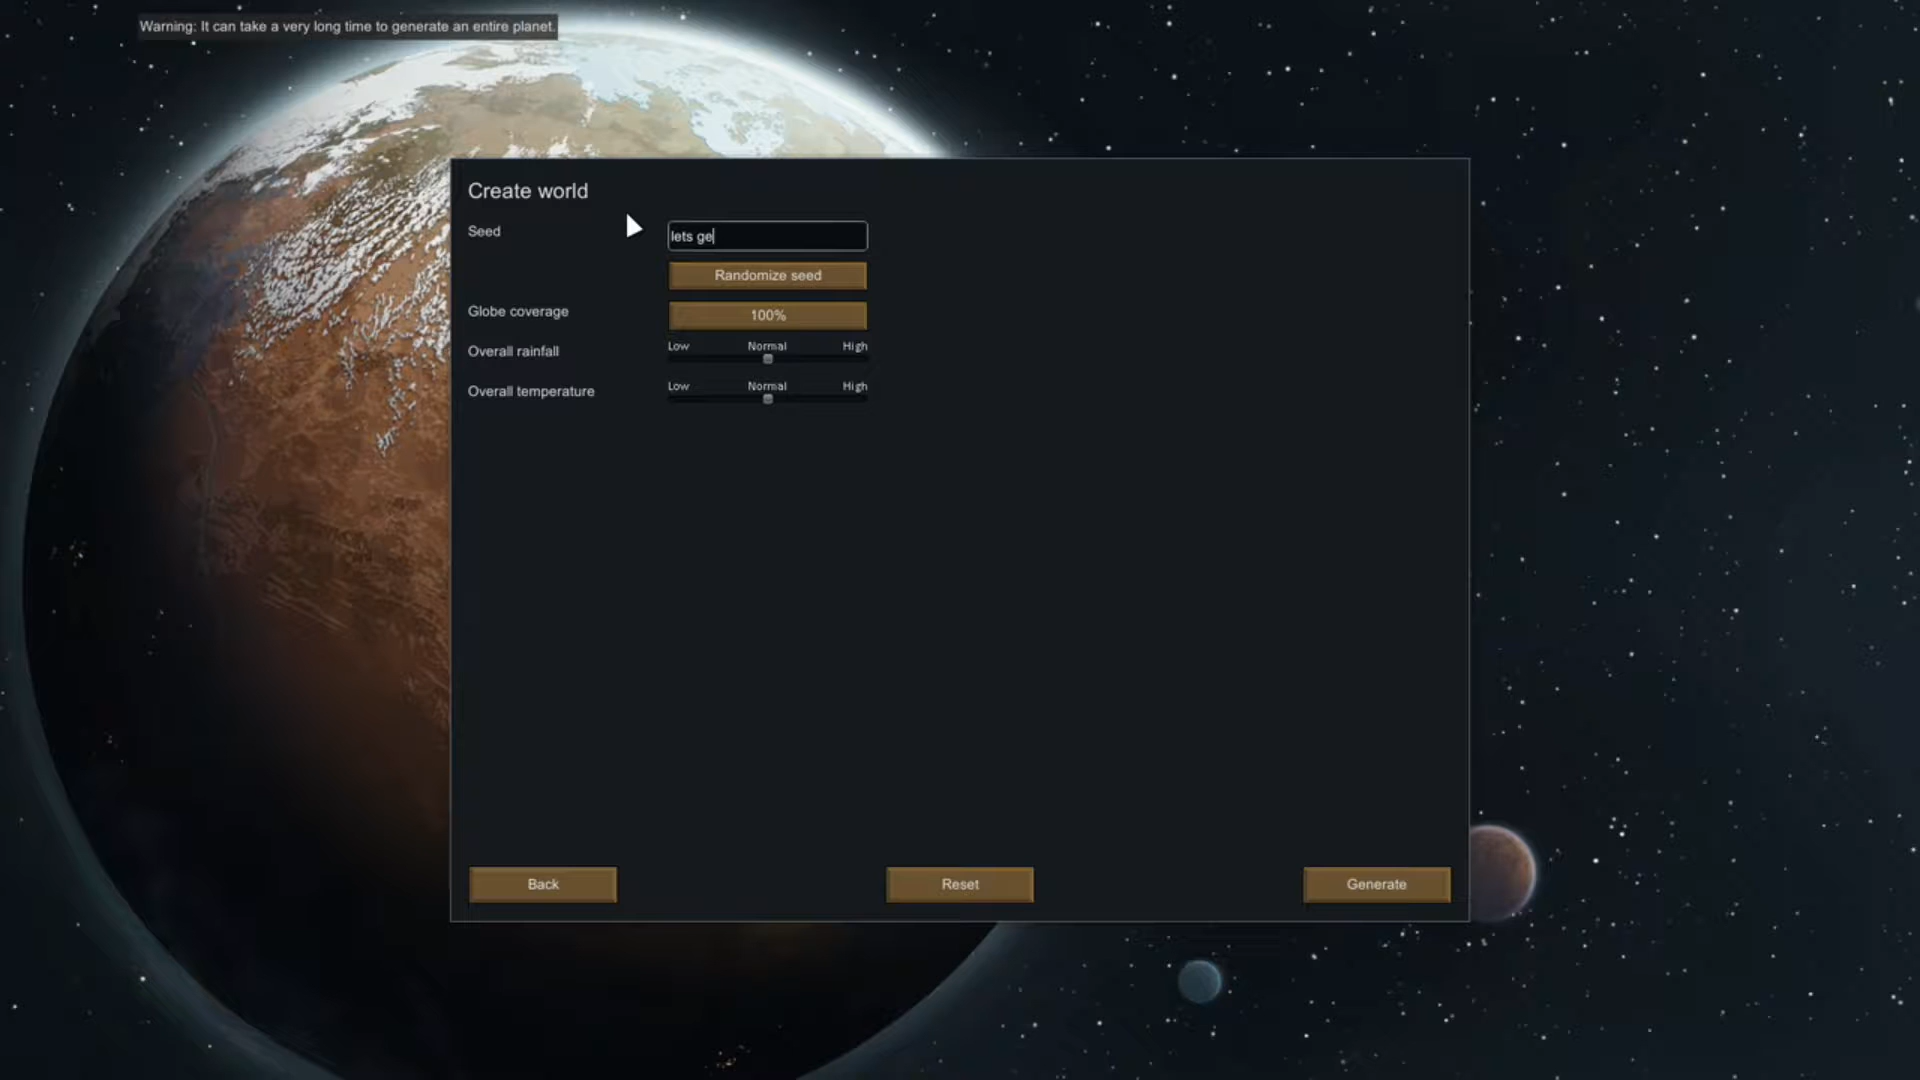 Warning: It can take a very long time to generate an entire planet.
Create world
Seed
lets ge
Randomize seed
Globe coverage
100%
Overall rainfall
Low Normal High
Overall temperature
Low Normal High
Back
Reset
Generate